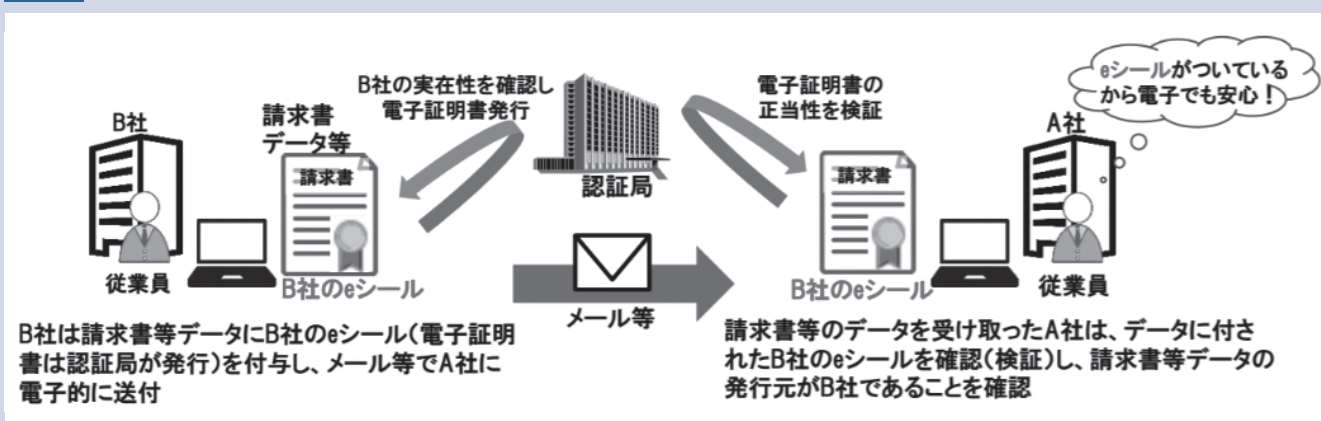 B社の実在性を確認し
電子証明書発行
電子証明書の
正当性を検証
eシールがついている
から電子でも安心！
B社
請求書
データ等
請求書
認証局
請求書
A社
従業員
B社のeシール
メール等
B社のeシール
従業員
B社は請求書等データにB社のeシール（電子証明
書は認証局が発行）を付与し、メール等でA社に
電子的に送付
請求書等のデータを受け取ったA社は、データに付さ
れたB社のeシールを確認（検証）し、請求書等データの
発行元がB社であることを確認